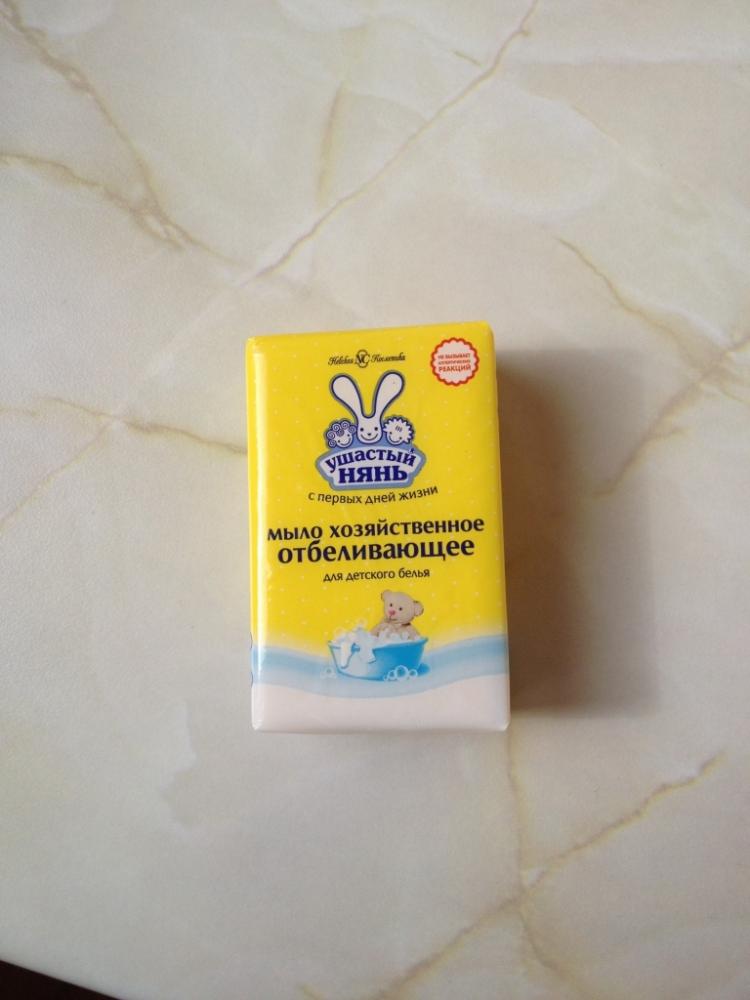 Невская Косметика
НЕ ВЫЗЫВАЕТ
АЛЛЕРГИЧЕСКИХ
РЕАКЦИЙ
ушастый
НЯНЬ
с первых дней жизни
мыло хозяйственное
отбеливающее
для детского белья